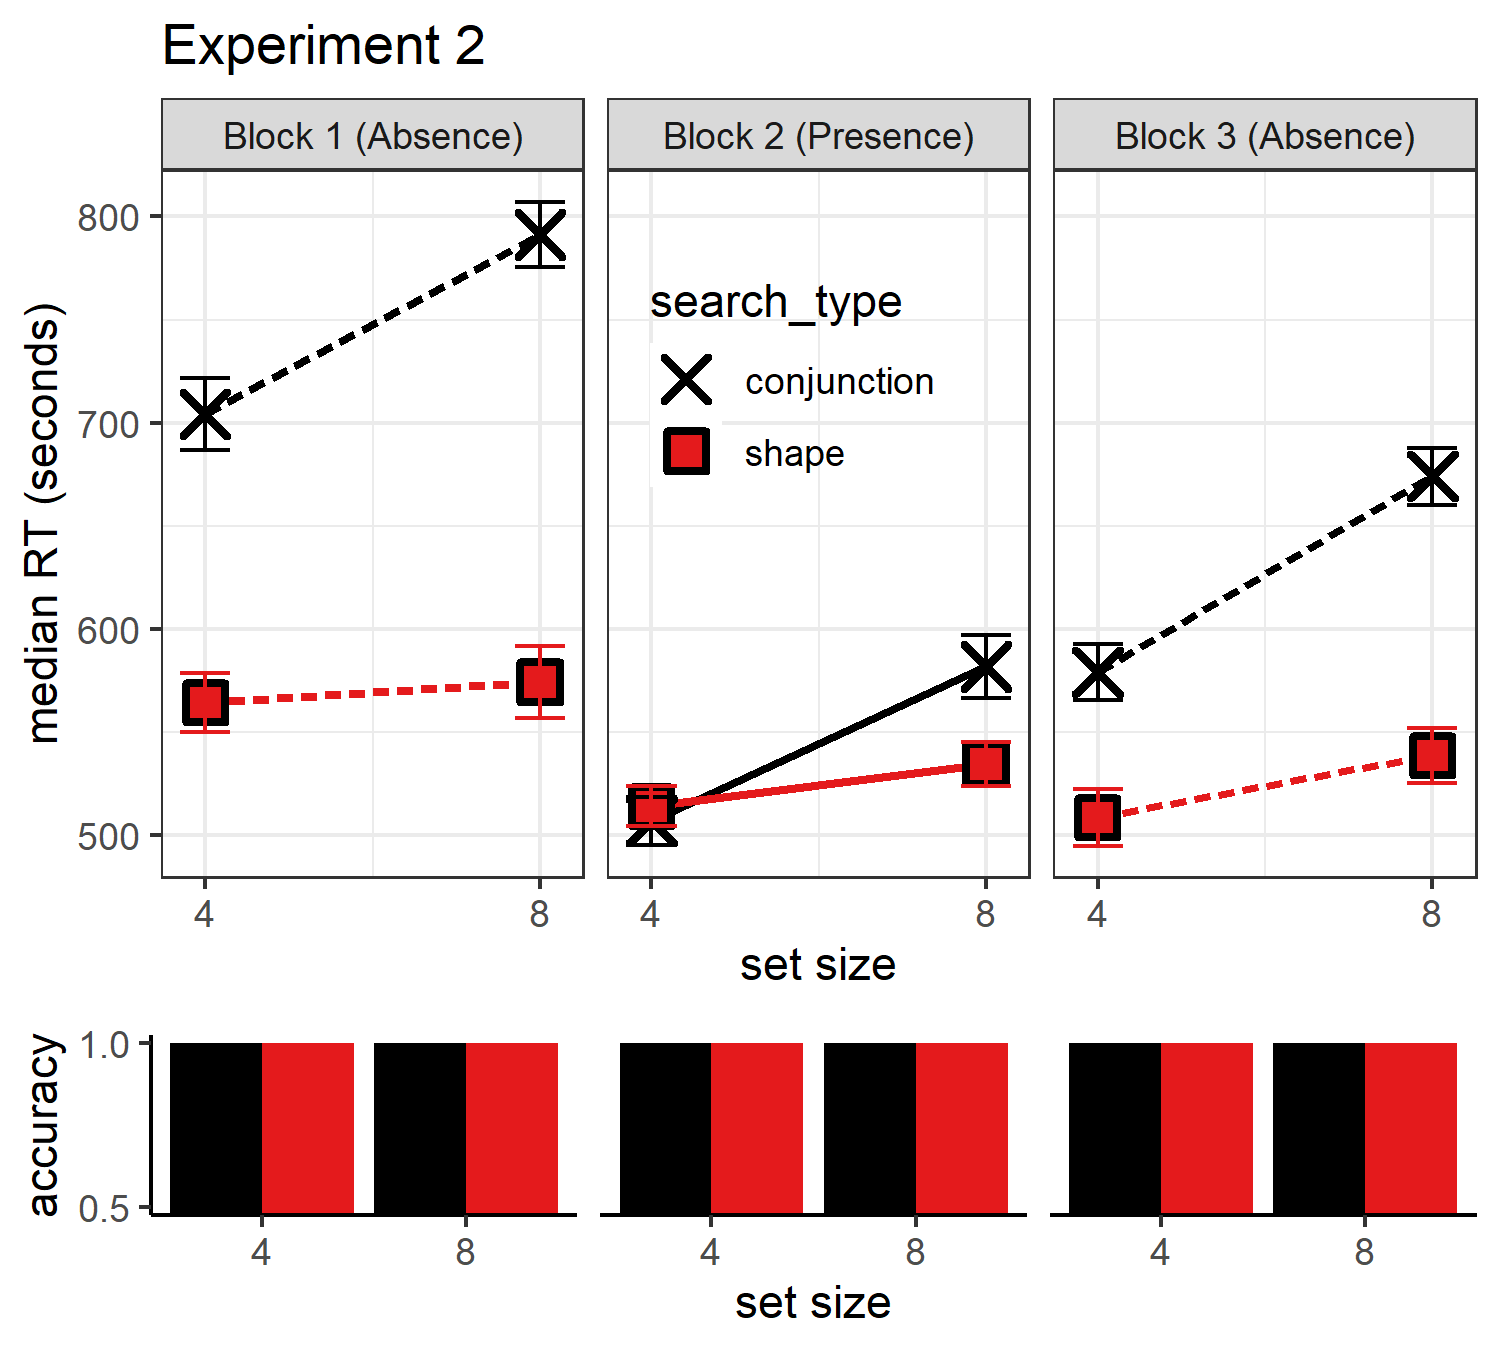 Experiment 2
Block 1 (Absence)
Block 2 (Presence)
Block 3 (Absence)
median RT (seconds)
800
700
600
500
search_type
conjunction
shape
4
8
4
8
4
8
set size
accuracy
1.0
0.5
4
8
4
8
4
8
set size